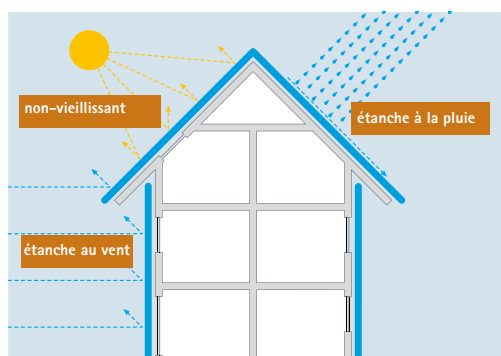 non-vieillissant
étanche à la pluie
étanche au vent